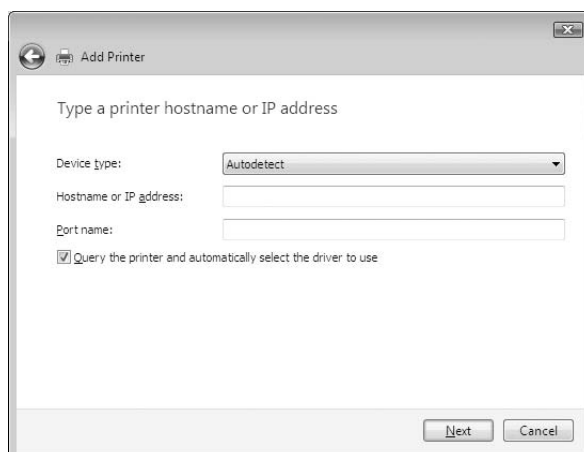 Add Printer
Type a printer hostname or IP address
Device type: Autodetect
Hostname or IP address:
Port name:
Query the printer and automatically select the driver to use
Next Cancel